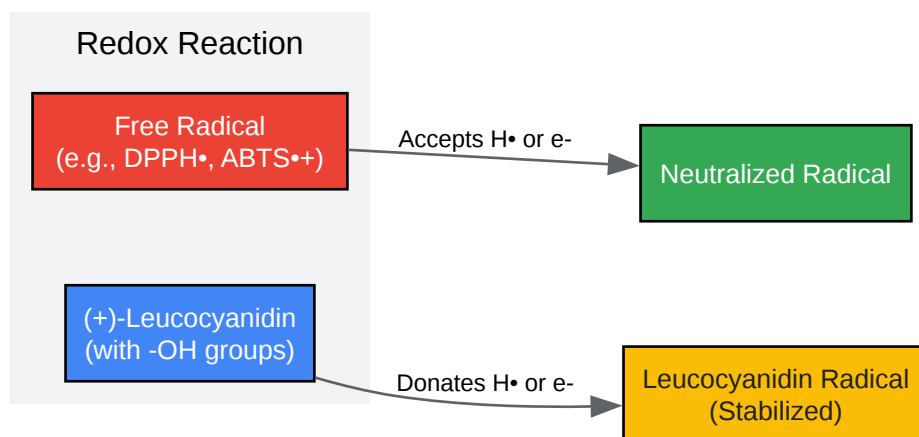 Redox Reaction
Free Radical
(e.g., DPPH•, ABTS•+)
Accepts H• or e-
Neutralized Radical
(+)-Leucocyanidin
(with -OH groups)
Donates H• or e-
Leucocyanidin Radical
(Stabilized)